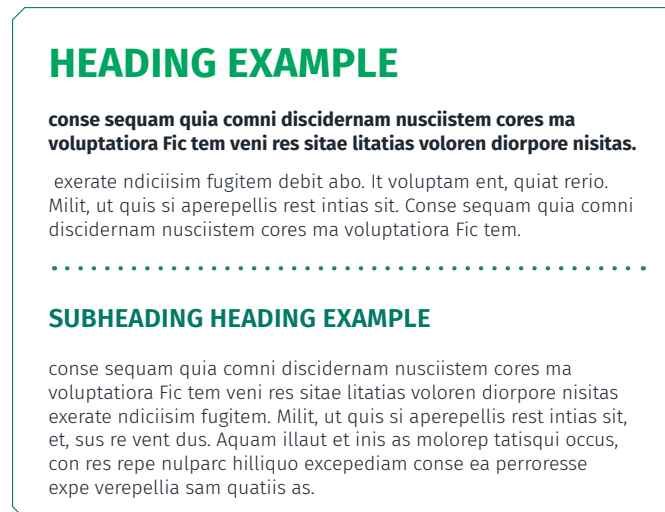 HEADING EXAMPLE
conse sequam quia comni discidernam nusciistem cores ma
voluptatiora Fic tem veni res sitae litatias voloren diorpore nisitas.
exerate ndiciisim fugitem debit abo. It voluptam ent, quiat rerio.
Milit, ut quis si aperepellis rest intias sit. Conse sequam quia comni
discidernam nusciistem cores ma voluptatiora Fic tem.
SUBHEADING HEADING EXAMPLE
conse sequam quia comni discidernam nusciistem cores ma
voluptatiora Fic tem veni res sitae litatias voloren diorpore nisitas
exerate ndiciisim fugitem. Milit, ut quis si aperepellis rest intias sit,
et, sus re vent dus. Aquam illaut et inis as molorep tatisqui occus,
con res repe nulparc hilliquo excepediam conse ea perroresse
expe verepellia sam quatiis as.